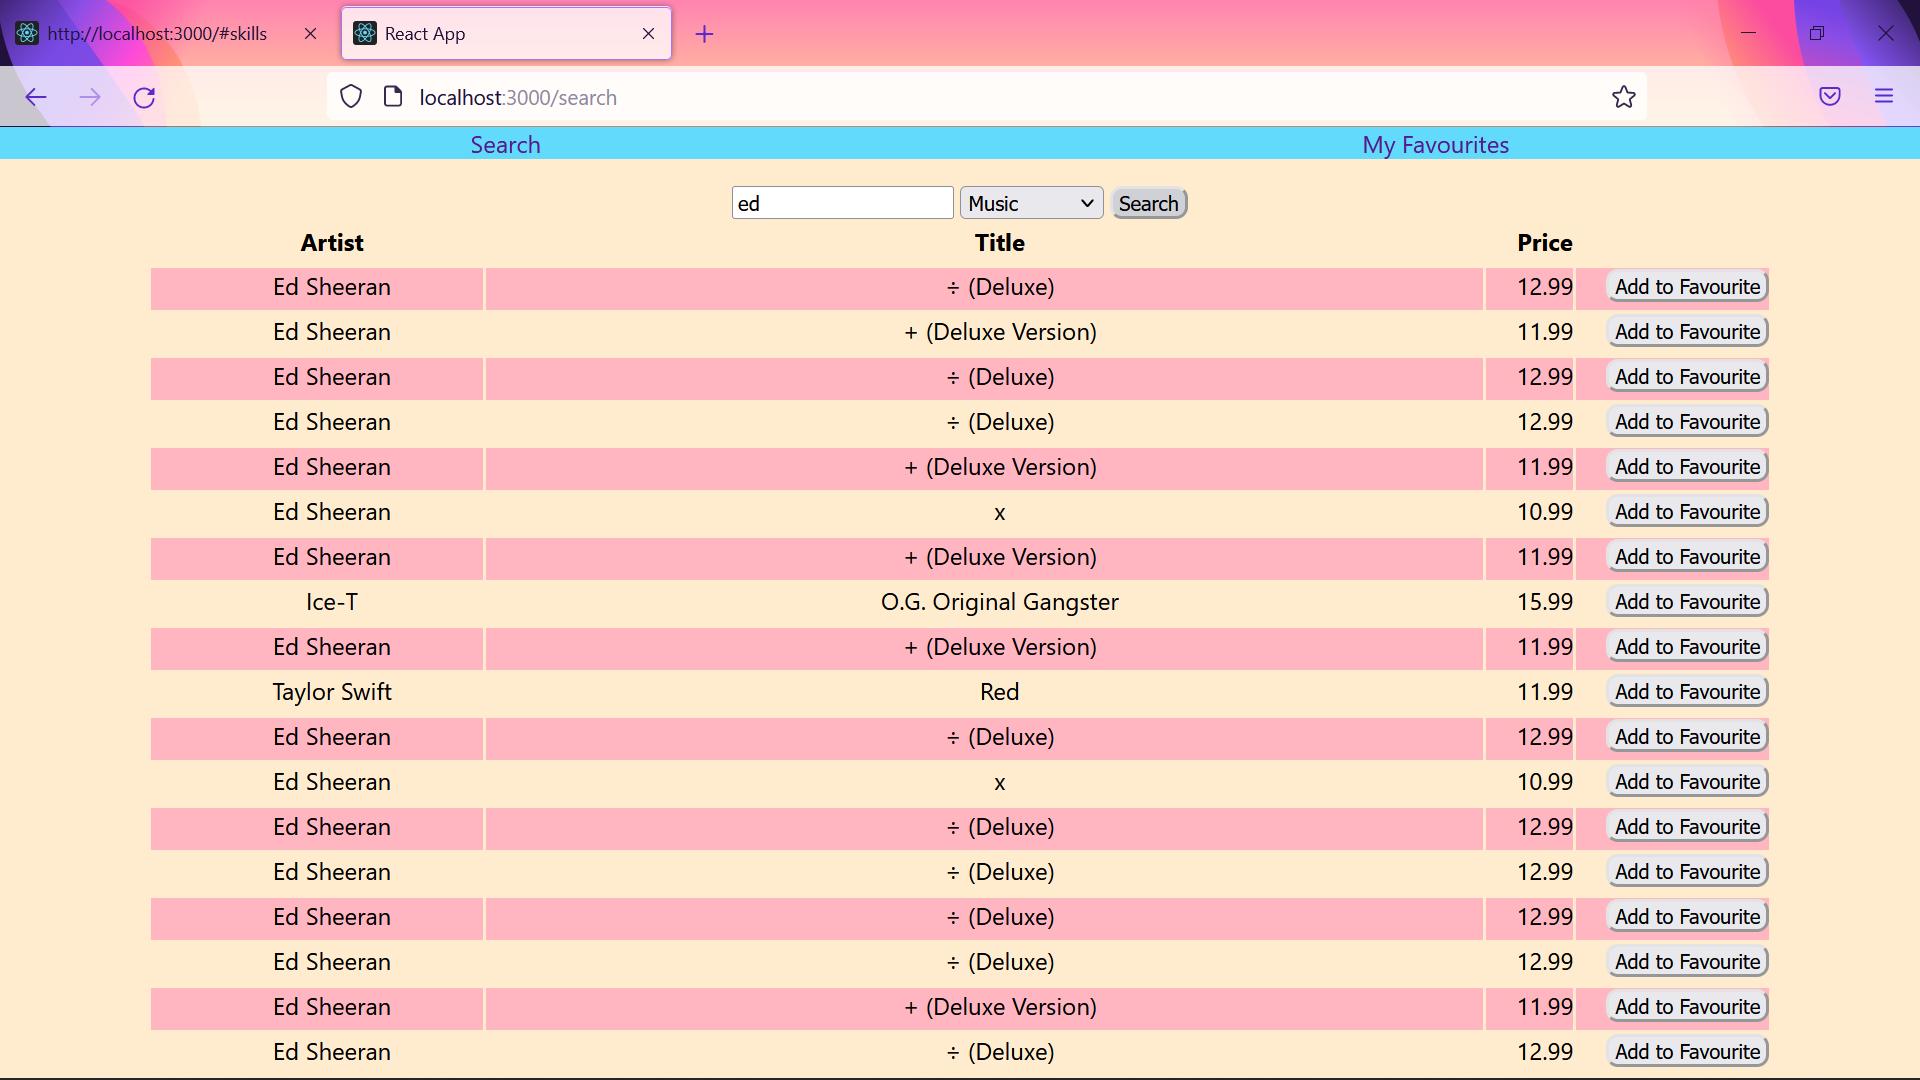 http://localhost:3000/#skills React App
localhost:3000/search
Search My Favourites
ed Music Search
Artist Title Price
Ed Sheeran ÷ (Deluxe) 12.99 Add to Favourite
Ed Sheeran + (Deluxe Version) 11.99 Add to Favourite
Ed Sheeran ÷ (Deluxe) 12.99 Add to Favourite
Ed Sheeran ÷ (Deluxe) 12.99 Add to Favourite
Ed Sheeran + (Deluxe Version) 11.99 Add to Favourite
Ed Sheeran x 10.99 Add to Favourite
Ed Sheeran + (Deluxe Version) 11.99 Add to Favourite
Ice-T O.G. Original Gangster 15.99 Add to Favourite
Ed Sheeran + (Deluxe Version) 11.99 Add to Favourite
Taylor Swift Red 11.99 Add to Favourite
Ed Sheeran ÷ (Deluxe) 12.99 Add to Favourite
Ed Sheeran x 10.99 Add to Favourite
Ed Sheeran ÷ (Deluxe) 12.99 Add to Favourite
Ed Sheeran ÷ (Deluxe) 12.99 Add to Favourite
Ed Sheeran ÷ (Deluxe) 12.99 Add to Favourite
Ed Sheeran ÷ (Deluxe) 12.99 Add to Favourite
Ed Sheeran + (Deluxe Version) 11.99 Add to Favourite
Ed Sheeran ÷ (Deluxe) 12.99 Add to Favourite